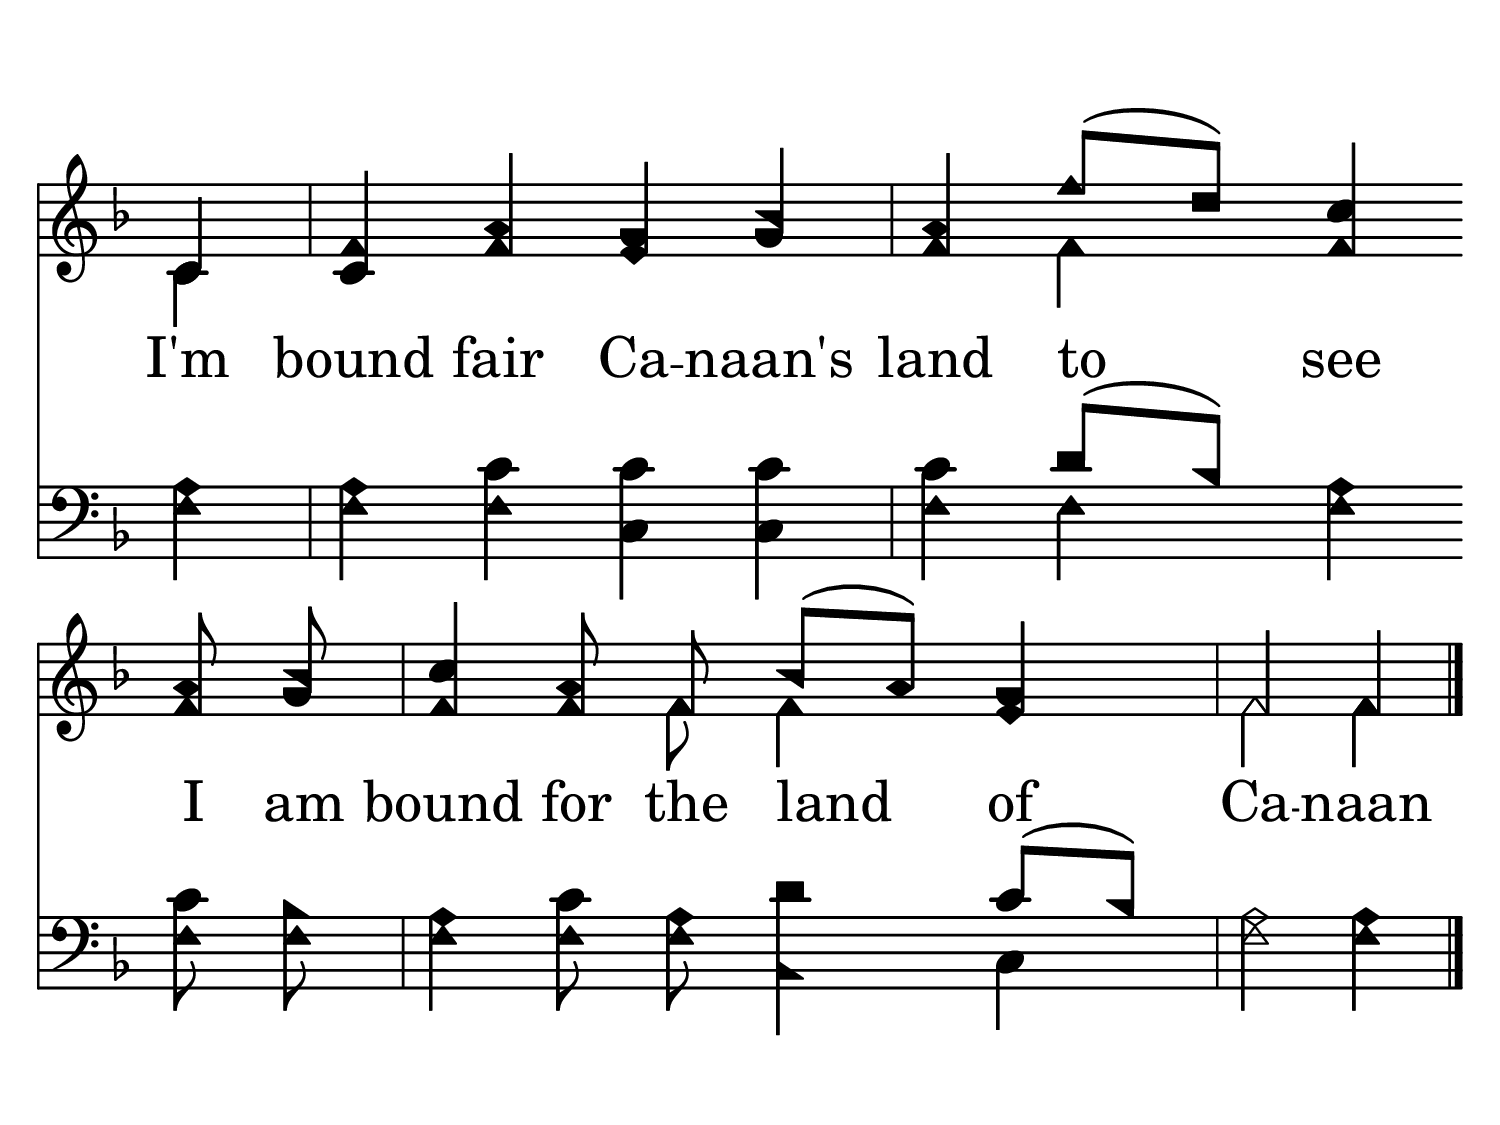 I'm bound fair Ca-naan's land to see
I am bound for the land of Ca-naan